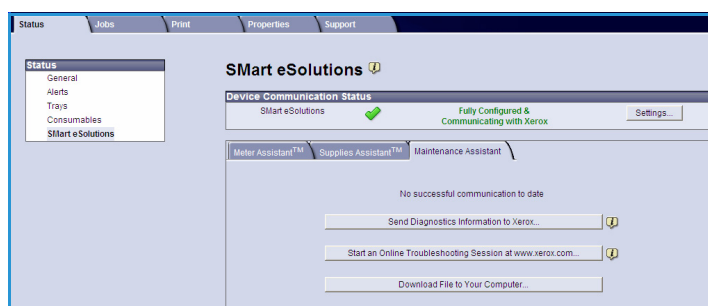 Status Jobs Print Properties Support
Status
General
Alerts
Trays
Consumables
SMart eSolutions
SMart eSolutions
Device Communication Status
SMart eSolutions
Fully Configured &
Communicating with Xerox
Settings...
Meter Assistant™ Supplies Assistant™ Maintenance Assistant
No successful communication to date
Send Diagnostics Information to Xerox...
Start an Online Troubleshooting Session at www.xerox.com...
Download File to Your Computer...